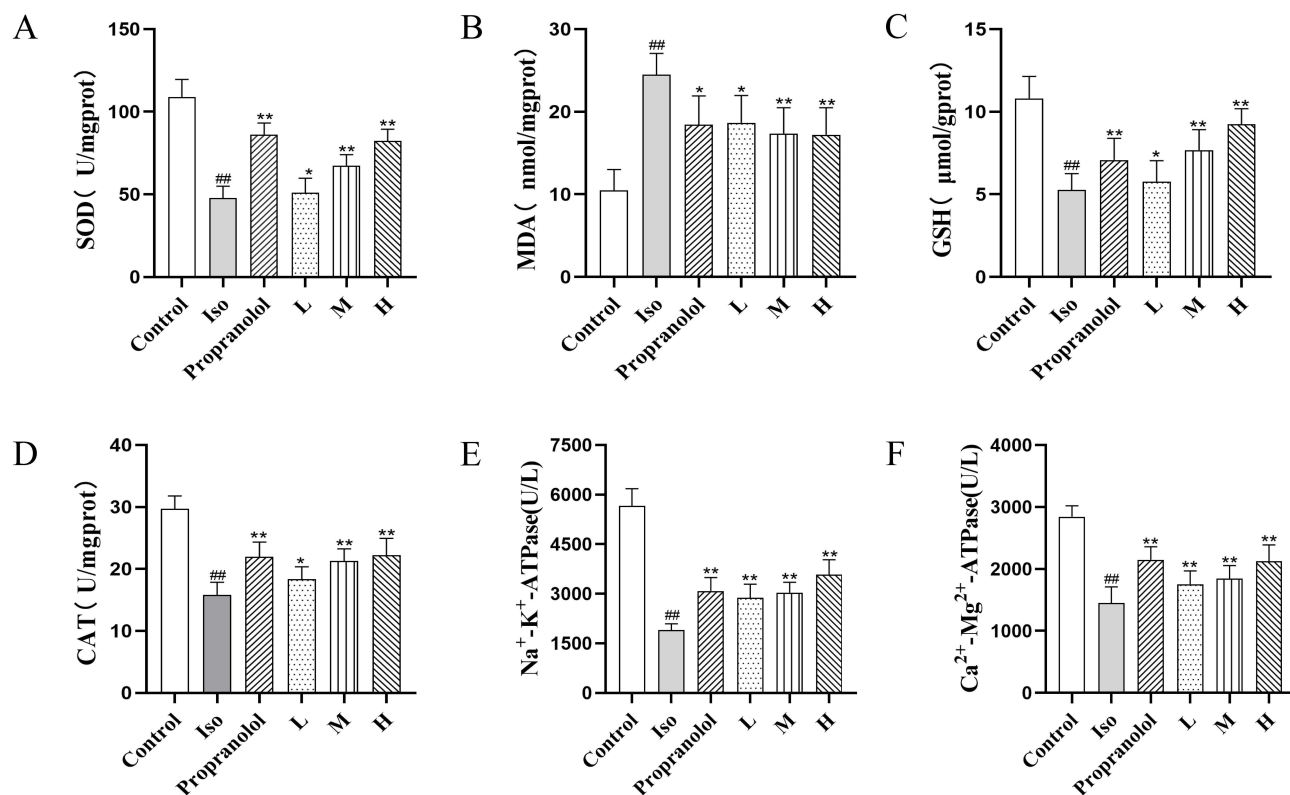 A
SOD( U/mgprot)
150
100
50
0
## ** * ** **
Control Iso Propranolol L M H
B
MDA( nmol/mgprot)
30
20
10
0
## * * ** **
Control Iso Propranolol L M H
C
GSH( μmol/gprot)
15
10
5
0
## ** * ** **
Control Iso Propranolol L M H
D
CAT( U/mgprot)
40
30
20
10
0
## ** * ** **
Control Iso Propranolol L M H
E
Na⁺-K⁺-ATPase(U/L)
7500
6000
4500
3000
1500
0
## ** ** ** **
Control Iso Propranolol L M H
F
Ca²⁺-Mg²⁺-ATPase(U/L)
4000
3000
2000
1000
0
## ** ** ** **
Control Iso Propranolol L M H